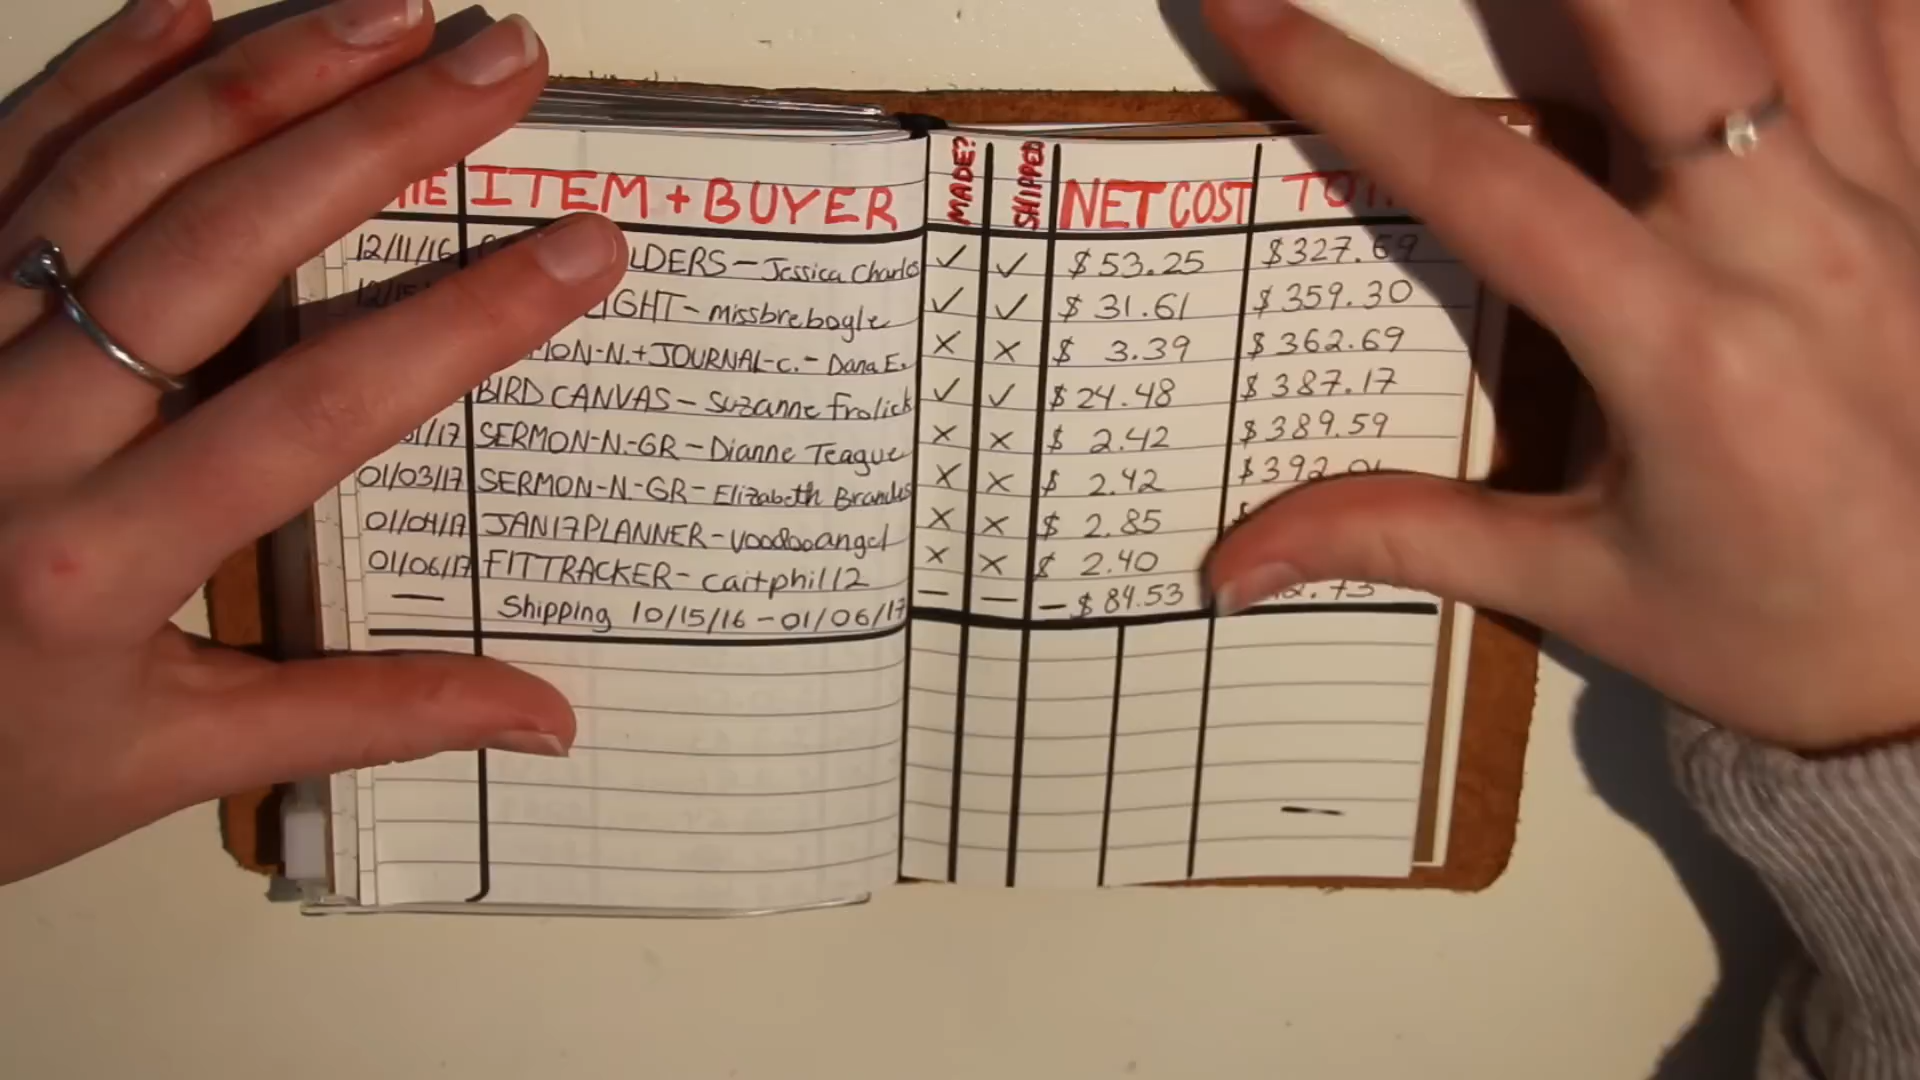 ITEM + BUYER MADE? SHIPPED NET COST
12/11/16 LDERS - Jessica Charles ✓ ✓ $53.25 $327.69
IGHT - missbrebogle ✓ ✓ $31.61 $359.30
MON-N.+JOURNAL-C. - Dana E. X X $3.39 $362.69
BIRD CANVAS - Suzanne Frolick ✓ ✓ $24.48 $387.17
/17 SERMON-N.-GR - Dianne Teague X X $2.42 $389.59
01/03/17 SERMON-N-GR - Elizabeth Brandes X X $2.42 $392.
01/04/17 JAN17PLANNER - voodooangel X X $2.85 $
01/06/17 FITTRACKER - caitphil12 X X $2.40
— Shipping 10/15/16 - 01/06/17 — — -$84.53 2.73